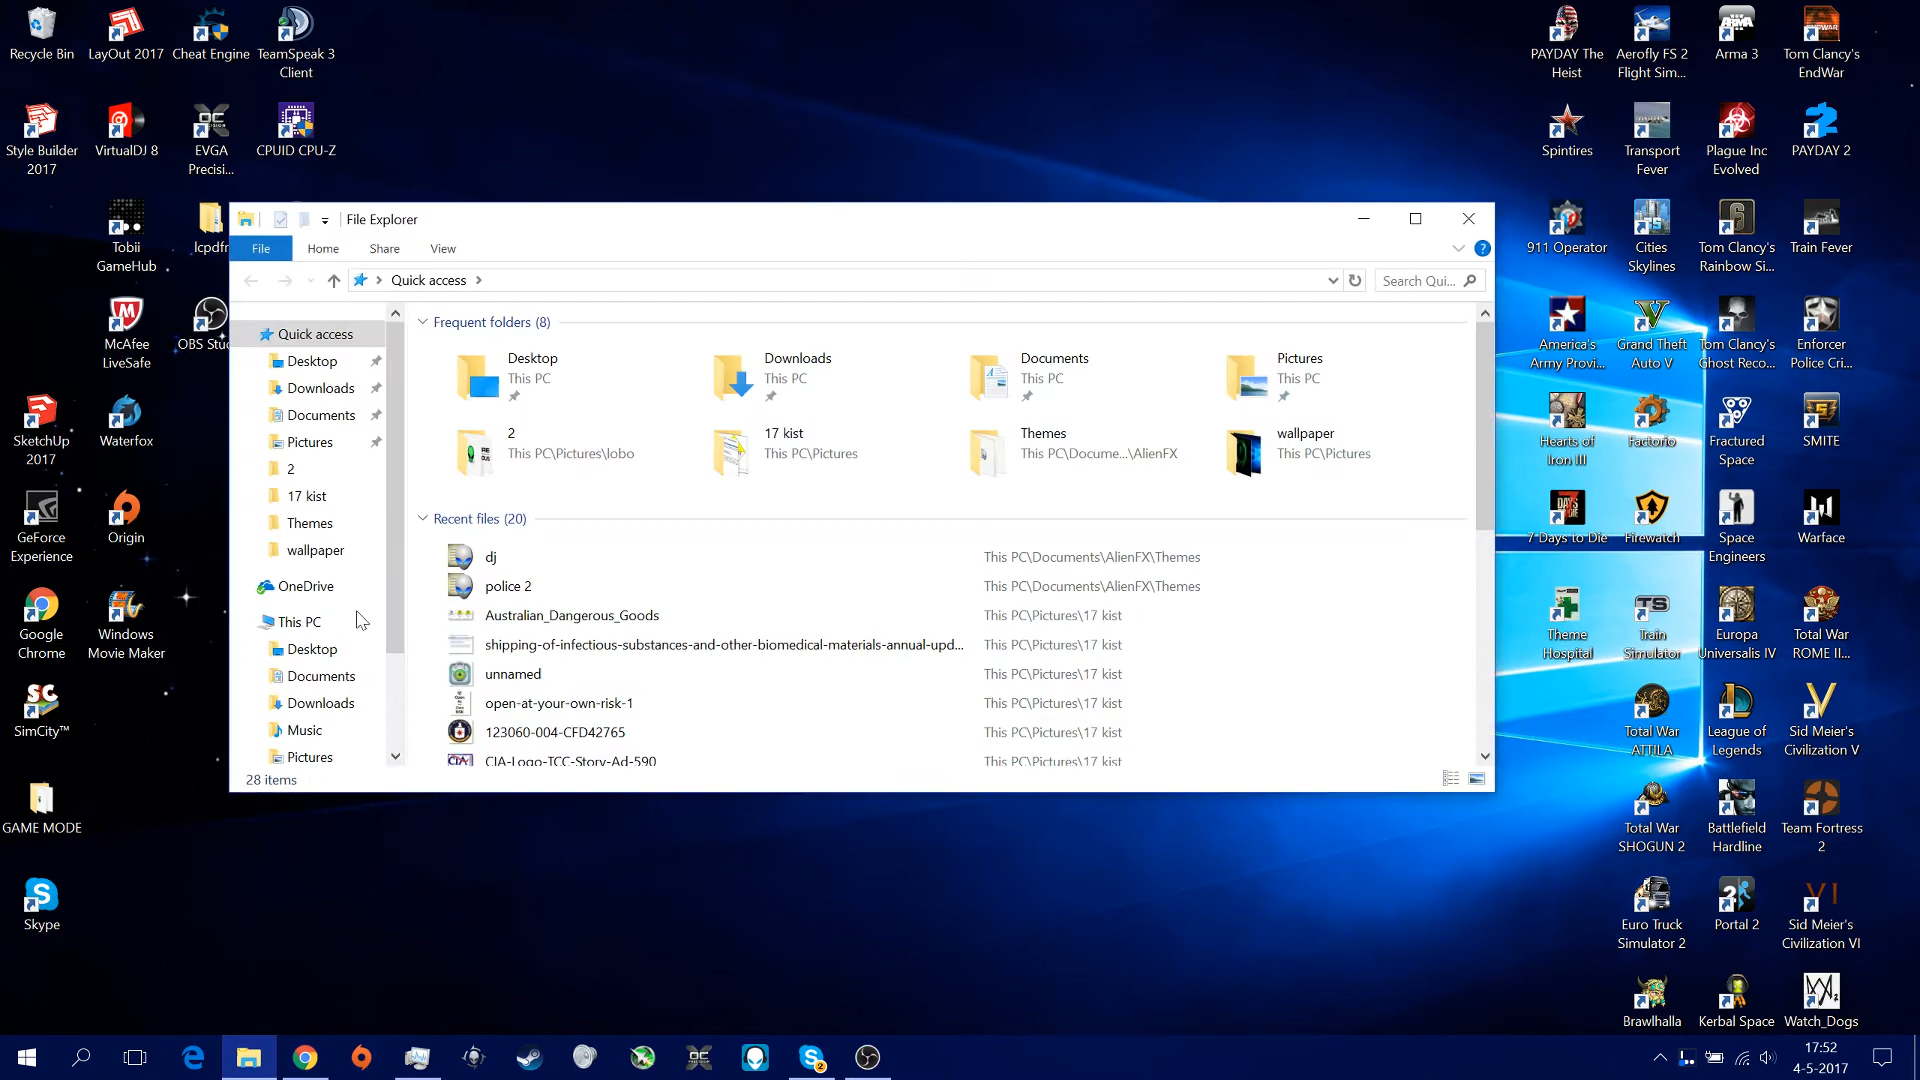 Recycle Bin
LayOut 2017
Cheat Engine
TeamSpeak 3
Client
Style Builder
2017
VirtualDJ 8
EVGA
Precisi...
CPUID CPU-Z
Tobii
GameHub
lcpdfr
McAfee
LiveSafe
OBS Stu
SketchUp
2017
Waterfox
GeForce
Experience
Origin
Google
Chrome
Windows
Movie Maker
SimCity™
GAME MODE
Skype
File Explorer
File
Home
Share
View
Quick access
Search Qui...
Quick access
Desktop
Downloads
Documents
Pictures
2
17 kist
Themes
wallpaper
OneDrive
This PC
Desktop
Documents
Downloads
Music
Pictures
Frequent folders (8)
Desktop
This PC
Downloads
This PC
Documents
This PC
Pictures
This PC
2
This PC\Pictures\lobo
17 kist
This PC\Pictures
Themes
This PC\Docume...\AlienFX
wallpaper
This PC\Pictures
Recent files (20)
dj This PC\Documents\AlienFX\Themes
police 2 This PC\Documents\AlienFX\Themes
Australian_Dangerous_Goods This PC\Pictures\17 kist
shipping-of-infectious-substances-and-other-biomedical-materials-annual-upd... This PC\Pictures\17 kist
unnamed This PC\Pictures\17 kist
open-at-your-own-risk-1 This PC\Pictures\17 kist
123060-004-CFD42765 This PC\Pictures\17 kist
CIA-Logo-TCC-Story-Ad-590 This PC\Pictures\17 kist
28 items
PAYDAY The
Heist
Aerofly FS 2
Flight Sim...
Arma 3
Tom Clancy's
EndWar
Spintires
Transport
Fever
Plague Inc
Evolved
PAYDAY 2
911 Operator
Cities
Skylines
Tom Clancy's
Rainbow Si...
Train Fever
America's
Army Provi...
Grand Theft
Auto V
Tom Clancy's
Ghost Reco...
Enforcer
Police Cri...
Hearts of
Iron III
Factorio
Fractured
Space
SMITE
7 Days to Die
Firewatch
Space
Engineers
Warface
Theme
Hospital
Train
Simulator
Europa
Universalis IV
Total War
ROME II...
Total War
ATTILA
League of
Legends
Sid Meier's
Civilization V
Total War
SHOGUN 2
Battlefield
Hardline
Team Fortress
2
Euro Truck
Simulator 2
Portal 2
Sid Meier's
Civilization VI
Brawlhalla
Kerbal Space
Watch_Dogs
17:52
4-5-2017